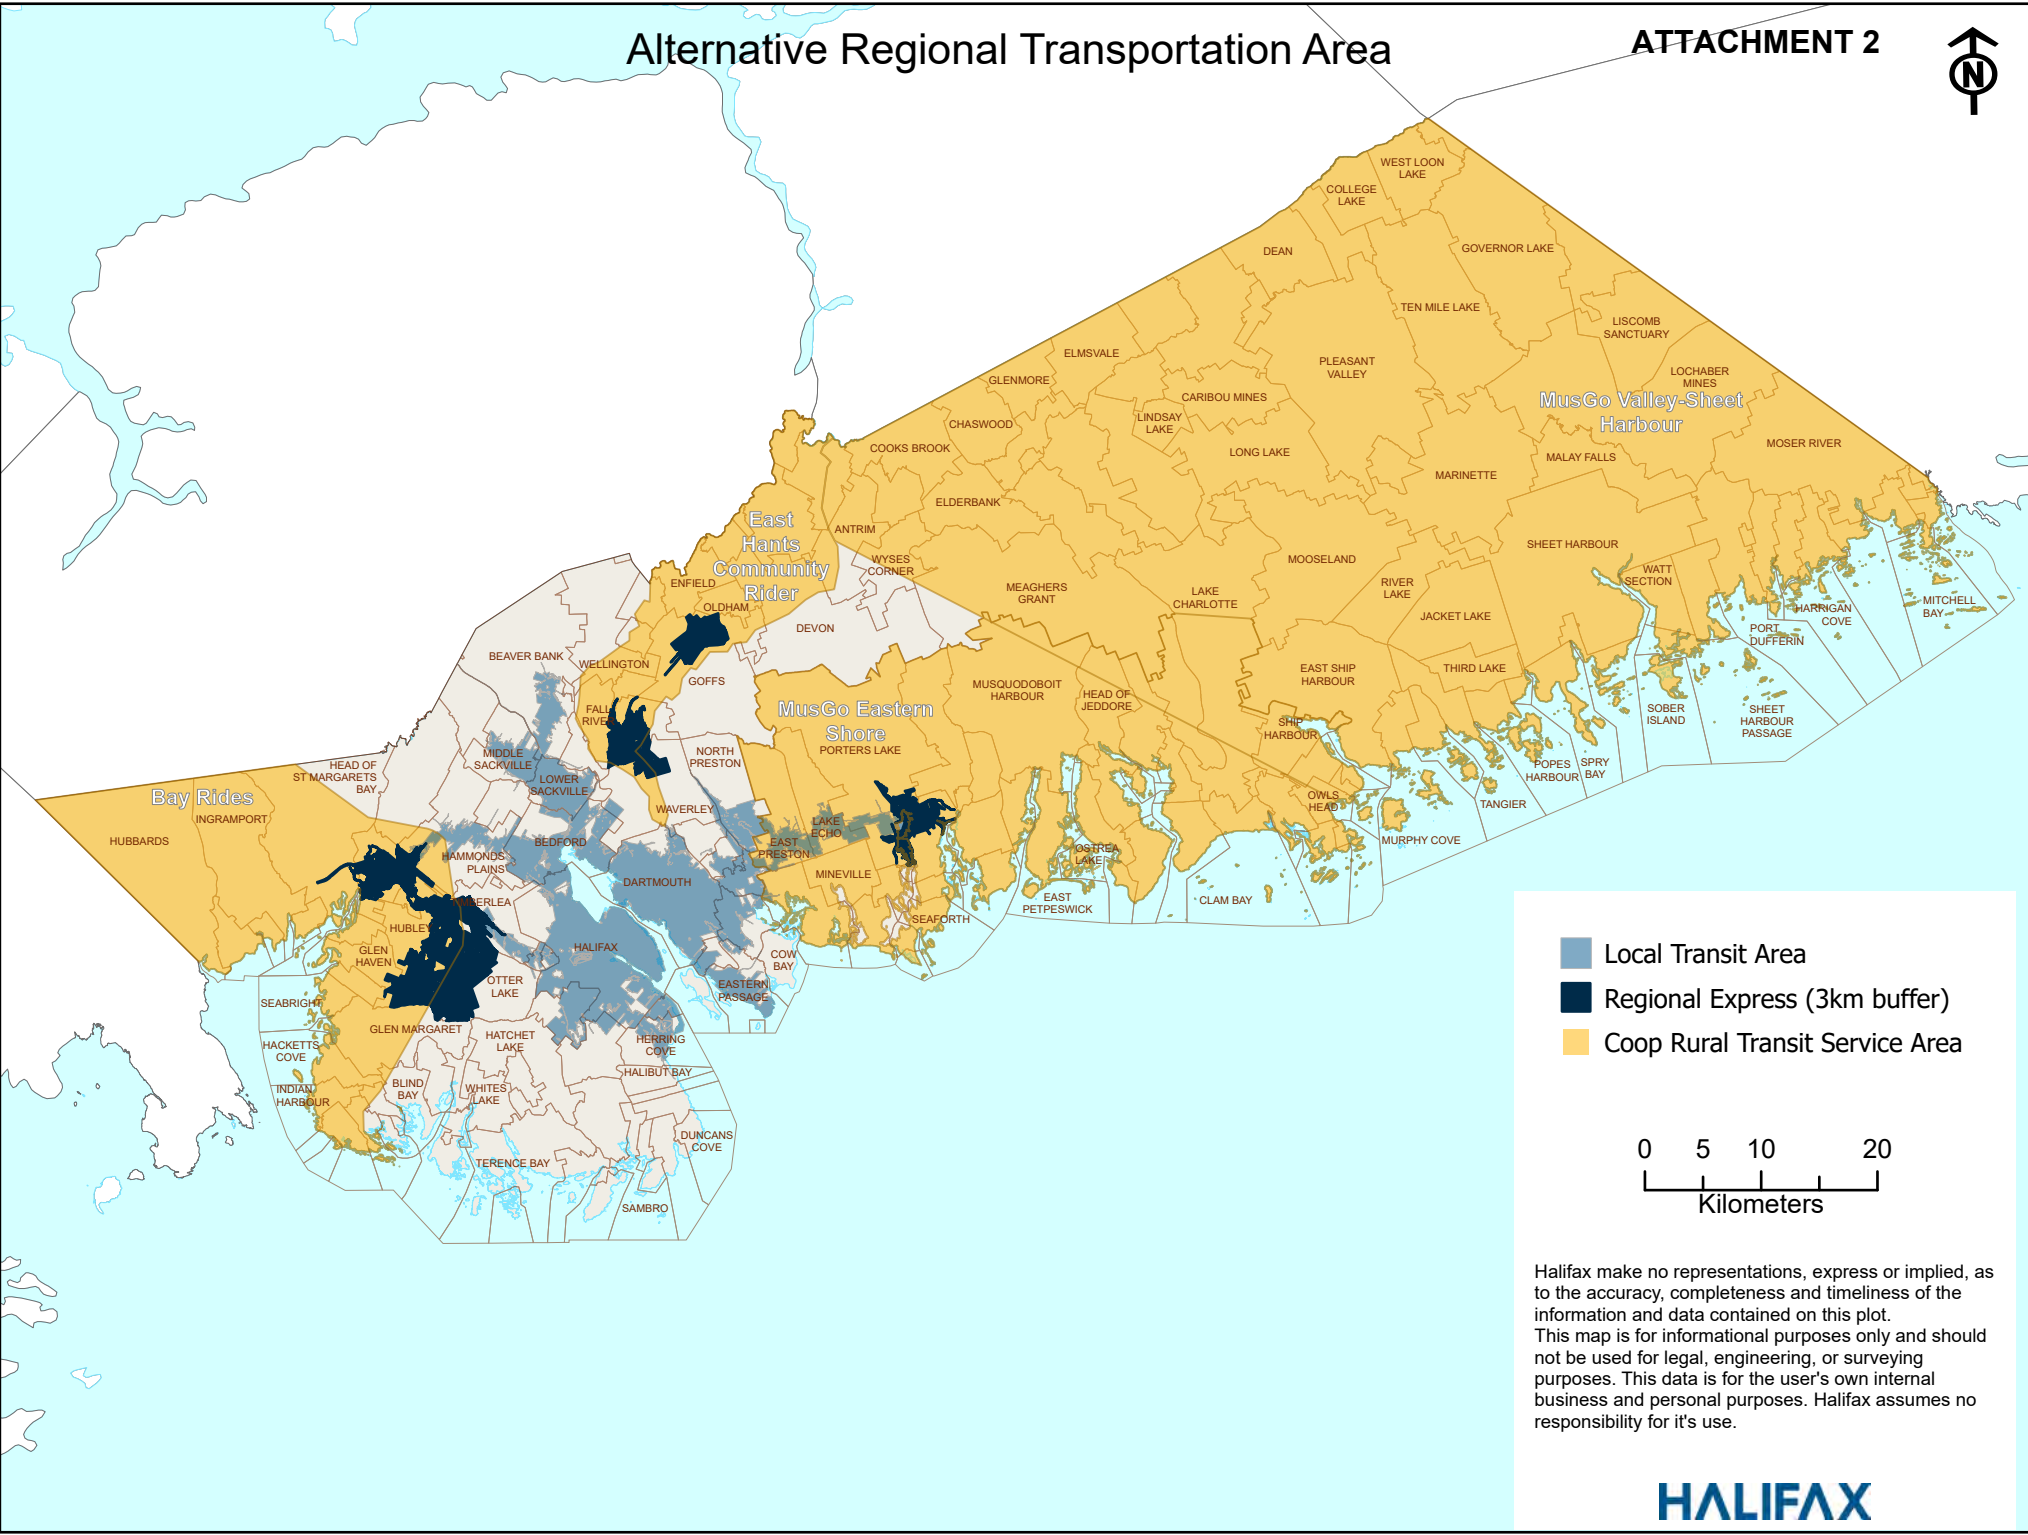 Alternative Regional Transportation Area
ATTACHMENT 2
N
WEST LOON
LAKE
COLLEGE
LAKE
DEAN
GOVERNOR LAKE
TEN MILE LAKE
LISCOMB
SANCTUARY
ELMSVALE
PLEASANT
VALLEY
GLENMORE
LOCHABER
MINES
CARIBOU MINES
MusGo Valley-Sheet
Harbour
LINDSAY
LAKE
CHASWOOD
COOKS BROOK
LONG LAKE
MOSER RIVER
MALAY FALLS
MARINETTE
ELDERBANK
East
Hants
Community
Rider
ANTRIM
WYSES
CORNER
MOOSELAND
SHEET HARBOUR
WATT
SECTION
ENFIELD
OLDHAM
MEAGHERS
GRANT
LAKE
CHARLOTTE
RIVER
LAKE
JACKET LAKE
HARRIGAN
COVE
MITCHELL
BAY
PORT
DUFFERIN
DEVON
BEAVER BANK
WELLINGTON
GOFFS
MUSQUODOBOIT
HARBOUR
HEAD OF
JEDDORE
EAST SHIP
HARBOUR
THIRD LAKE
FALL
RIVER
MusGo Eastern
Shore
PORTERS LAKE
SHIP
HARBOUR
SOBER
ISLAND
SHEET
HARBOUR
PASSAGE
NORTH
PRESTON
MIDDLE
SACKVILLE
HEAD OF
ST MARGARETS
BAY
LOWER
SACKVILLE
POPES
HARBOUR
SPRY
BAY
Bay Rides
INGRAMPORT
HUBBARDS
WAVERLEY
OWLS
HEAD
TANGIER
LAKE
ECHO
EAST
PRESTON
BEDFORD
HAMMONDS
PLAINS
MURPHY COVE
OSTREA
LAKE
MINEVILLE
DARTMOUTH
EAST
PETPESWICK
CLAM BAY
SEAFORTH
HUBLEY
HALIFAX
GLEN
HAVEN
COW
BAY
OTTER
LAKE
EASTERN
PASSAGE
SEABRIGHT
GLEN MARGARET
HATCHET
LAKE
HERRING
COVE
HACKETTS
COVE
HALIBUT BAY
INDIAN
HARBOUR
BLIND
BAY
WHITES
LAKE
DUNCANS
COVE
TERENCE BAY
SAMBRO
Local Transit Area
Regional Express (3km buffer)
Coop Rural Transit Service Area
0 5 10 20
Kilometers
Halifax make no representations, express or implied, as
to the accuracy, completeness and timeliness of the
information and data contained on this plot.
This map is for informational purposes only and should
not be used for legal, engineering, or surveying
purposes. This data is for the user's own internal
business and personal purposes. Halifax assumes no
responsibility for it's use.
HALIFAX